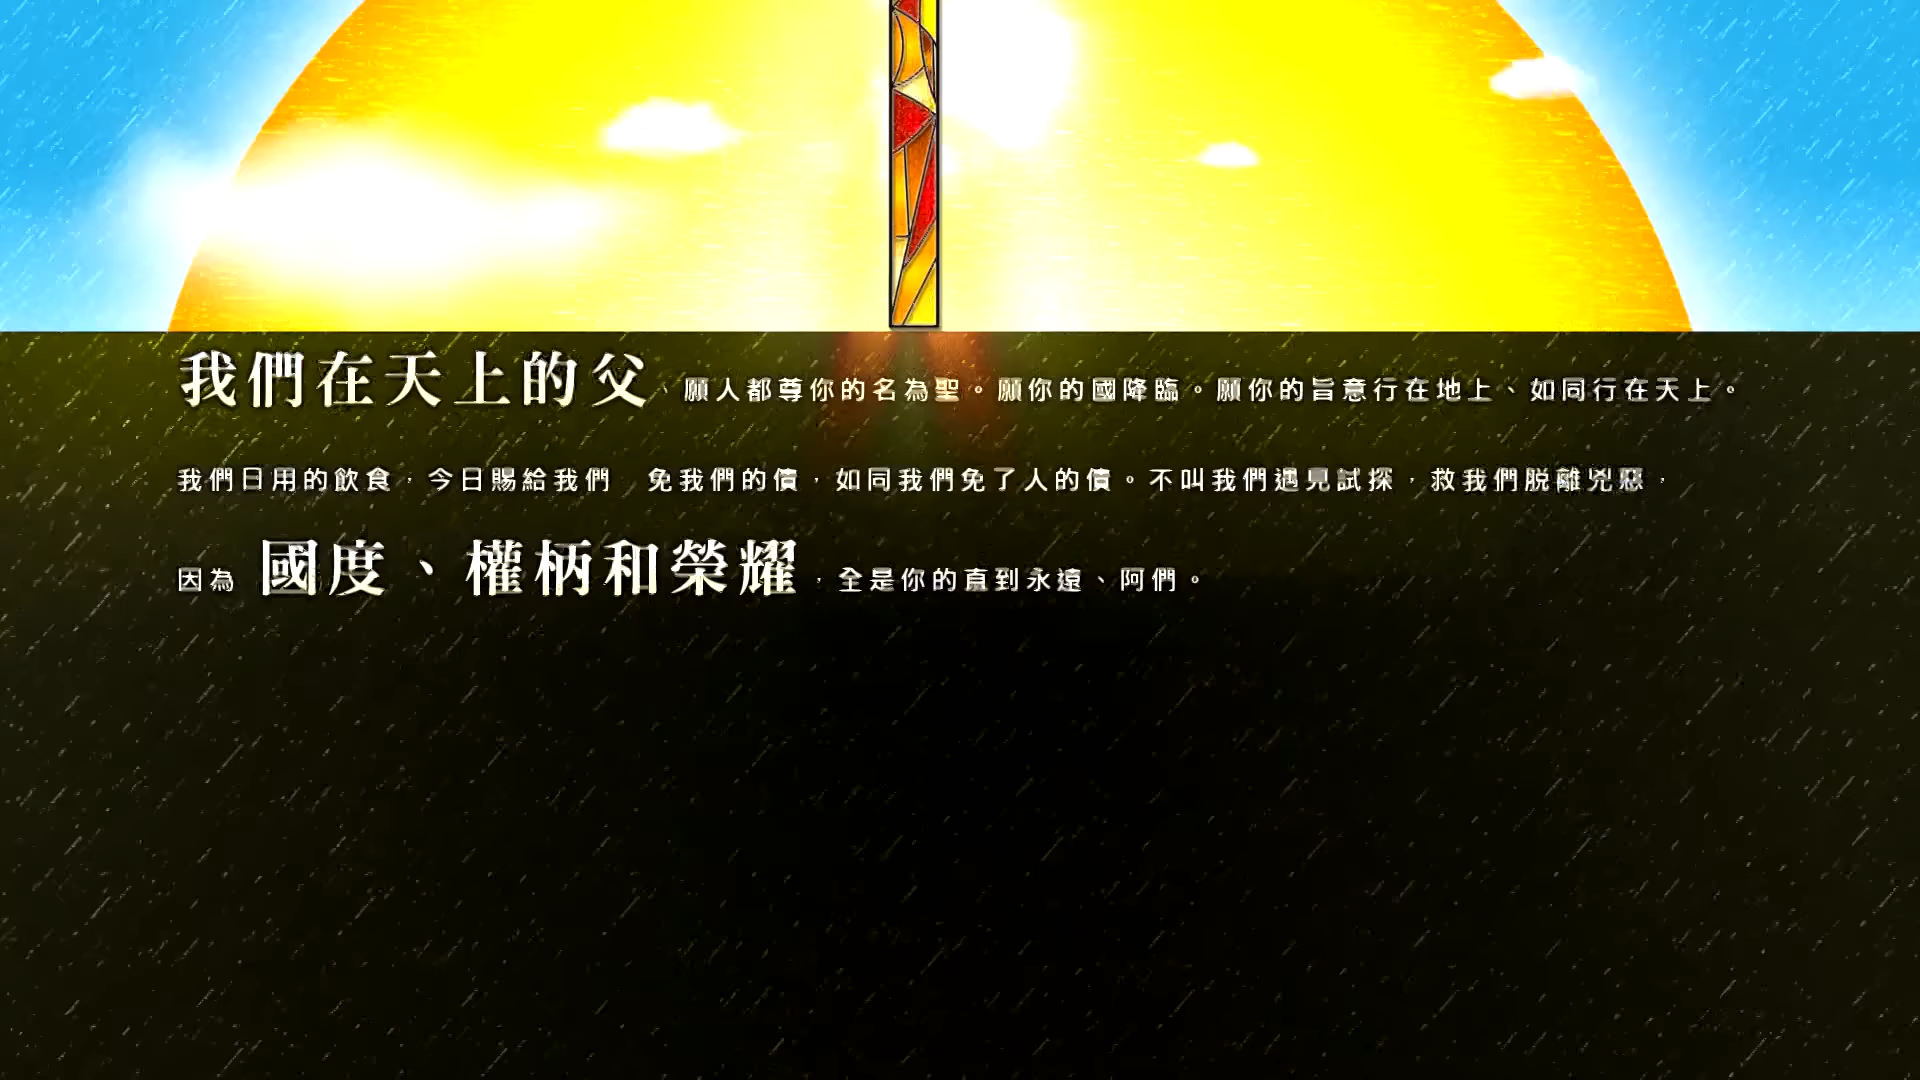 我們在天上的父、願人都尊你的名為聖。願你的國降臨。願你的旨意行在地上、如同行在天上。
我們日用的飲食，今日賜給我們　免我們的債，如同我們免了人的債。不叫我們遇見試探，救我們脱離兇惡，
因為 國度、權柄和榮耀，全是你的直到永遠、阿們。